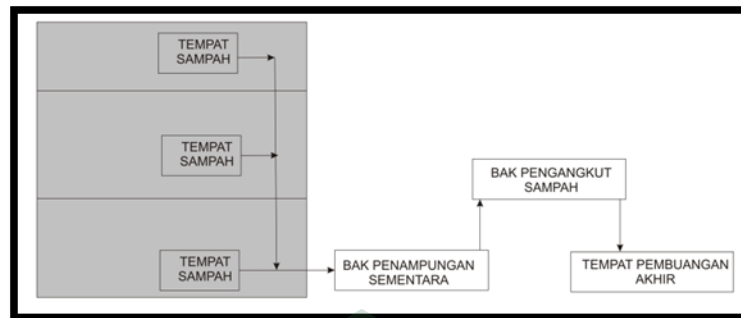 TEMPAT
SAMPAH
TEMPAT
SAMPAH
TEMPAT
SAMPAH
BAK PENAMPUNGAN
SEMENTARA
BAK PENGANGKUT
SAMPAH
TEMPAT PEMBUANGAN
AKHIR